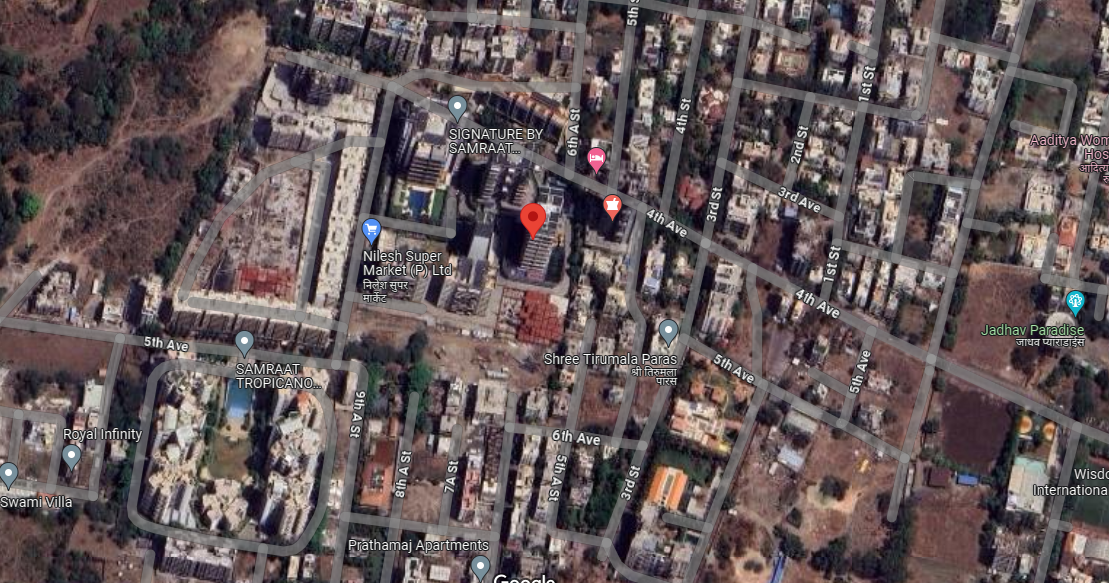 5th S
1st St
4th St
SIGNATURE BY
SAMRAAT...
6th A St
2nd St
Aaditya Wom
Hos
3rd St
3rd Ave
4th Ave
Nilesh Super
Market (P) Ltd
निलेश सुपर
मार्केट
1st St
4th Ave
Jadhav Paradise
जाधव प्याराडाईस
5th Ave
SAMRAAT
TROPICANO...
Shree Tirumala Paras
श्री तिरुमला
पारस
5th Ave
5th Ave
9th A St
Royal Infinity
6th Ave
8th A St
7A St
5th A St
3rd St
Swami Villa
Wisdo
International
Prathamaj Apartments
Google